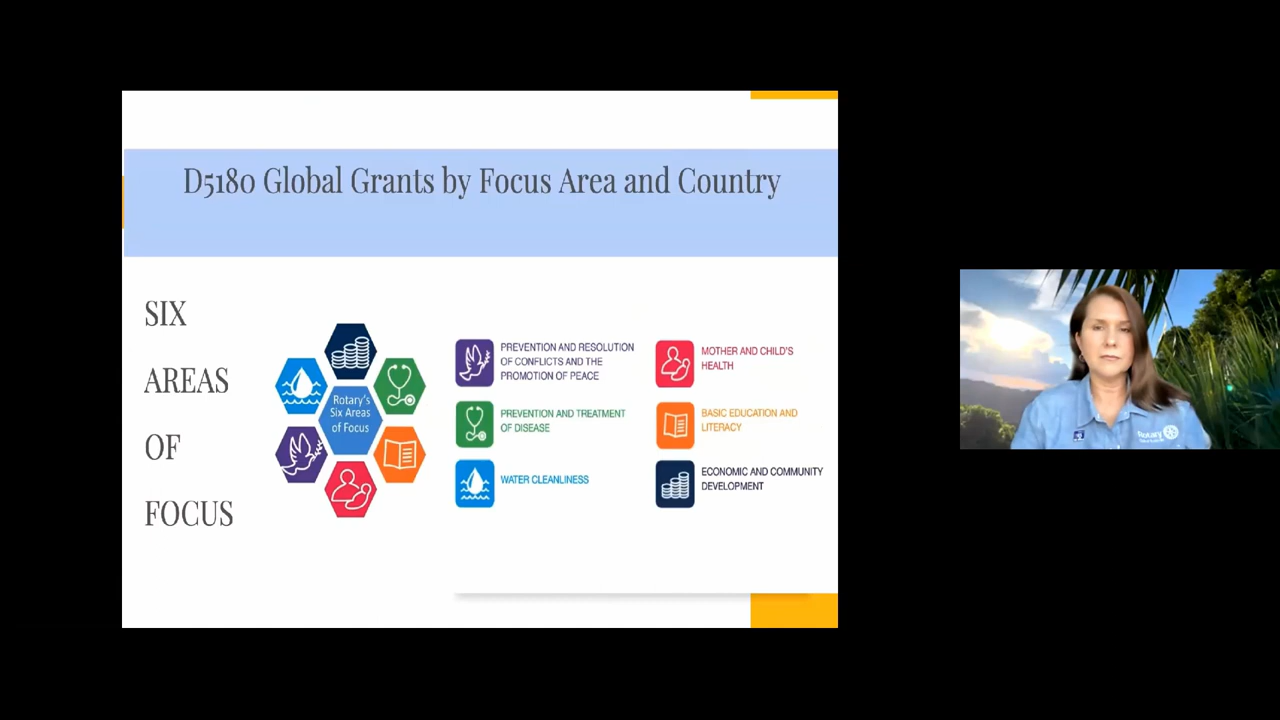 D5180 Global Grants by Focus Area and Country
SIX
AREAS
OF
FOCUS
Rotary's
Six Areas
of Focus
PREVENTION AND RESOLUTION
OF CONFLICTS AND THE
PROMOTION OF PEACE
PREVENTION AND TREATMENT
OF DISEASE
WATER CLEANLINESS
MOTHER AND CHILD'S
HEALTH
BASIC EDUCATION AND
LITERACY
ECONOMIC AND COMMUNITY
DEVELOPMENT
Rotary